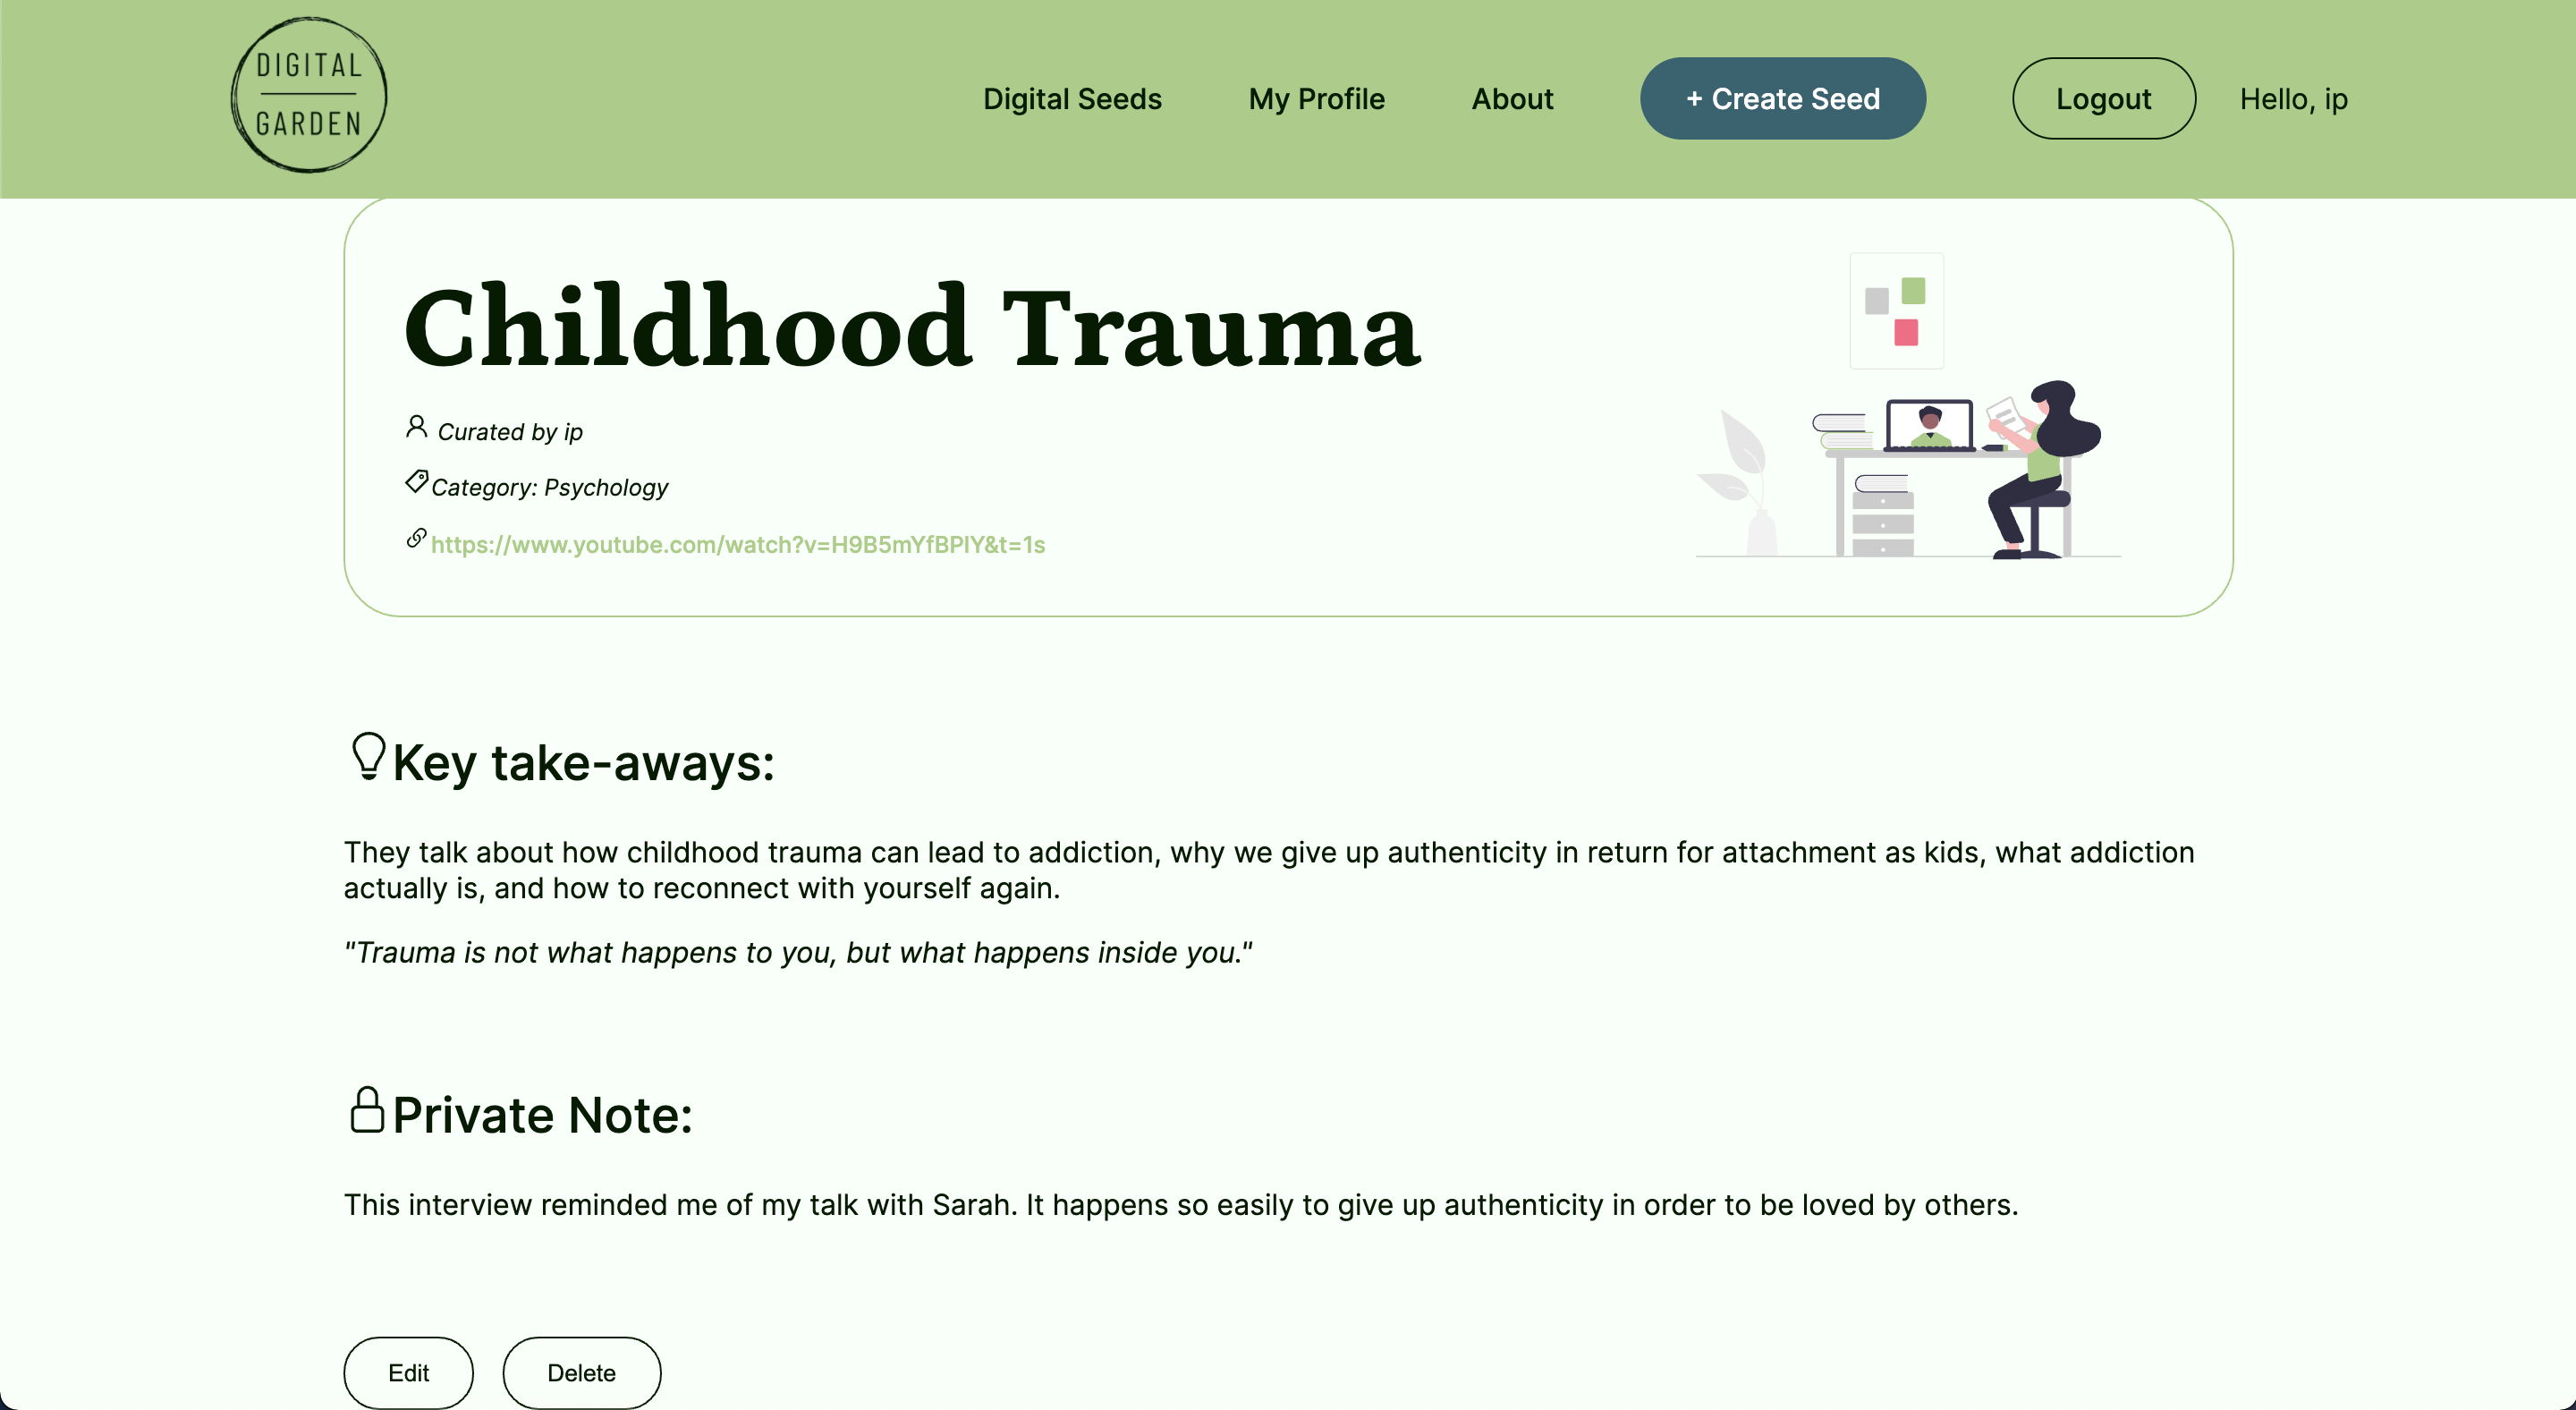 DIGITAL
GARDEN
Digital Seeds
My Profile
About
+ Create Seed
Logout
Hello, ip
Childhood Trauma
Curated by ip
Category: Psychology
https://www.youtube.com/watch?v=H9B5mYfBPlY&t=1s
Key take-aways:
They talk about how childhood trauma can lead to addiction, why we give up authenticity in return for attachment as kids, what addiction
actually is, and how to reconnect with yourself again.
"Trauma is not what happens to you, but what happens inside you."
Private Note:
This interview reminded me of my talk with Sarah. It happens so easily to give up authenticity in order to be loved by others.
Edit
Delete